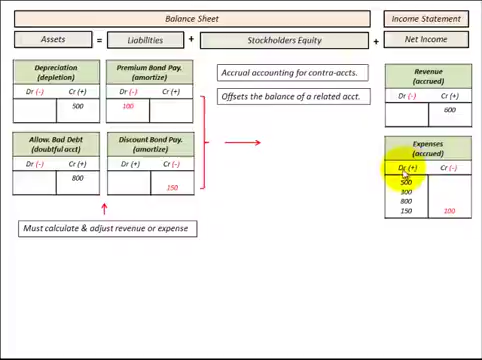 Balance Sheet
Income Statement
Assets = Liabilities + Stockholders Equity + Net Income
Depreciation
(depletion)
Dr (-) Cr (+)
500
Premium Bond Pay.
(amortize)
Dr (-) Cr (+)
100
Accrual accounting for contra-accts.
Offsets the balance of a related acct.
Revenue
(accrued)
Dr (-) Cr (+)
600
Allow. Bad Debt
(doubtful acct)
Dr (-) Cr (+)
800
Discount Bond Pay.
(amortize)
Dr (+) Cr (-)
150
Expenses
(accrued)
Dr (+) Cr (-)
500
100
800
150 100
Must calculate & adjust revenue or expense